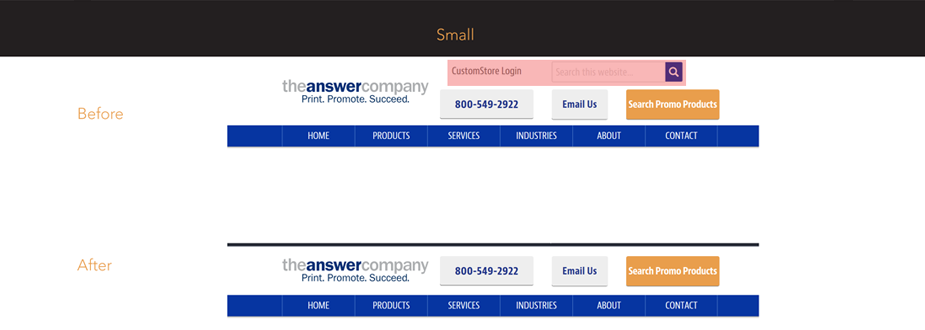 Small
Before
CustomStore Login
Search this website...
theanswercompany
Print. Promote. Succeed.
800-549-2922
Email Us
Search Promo Products
HOME PRODUCTS SERVICES INDUSTRIES ABOUT CONTACT
After
theanswercompany
Print. Promote. Succeed.
800-549-2922
Email Us
Search Promo Products
HOME PRODUCTS SERVICES INDUSTRIES ABOUT CONTACT